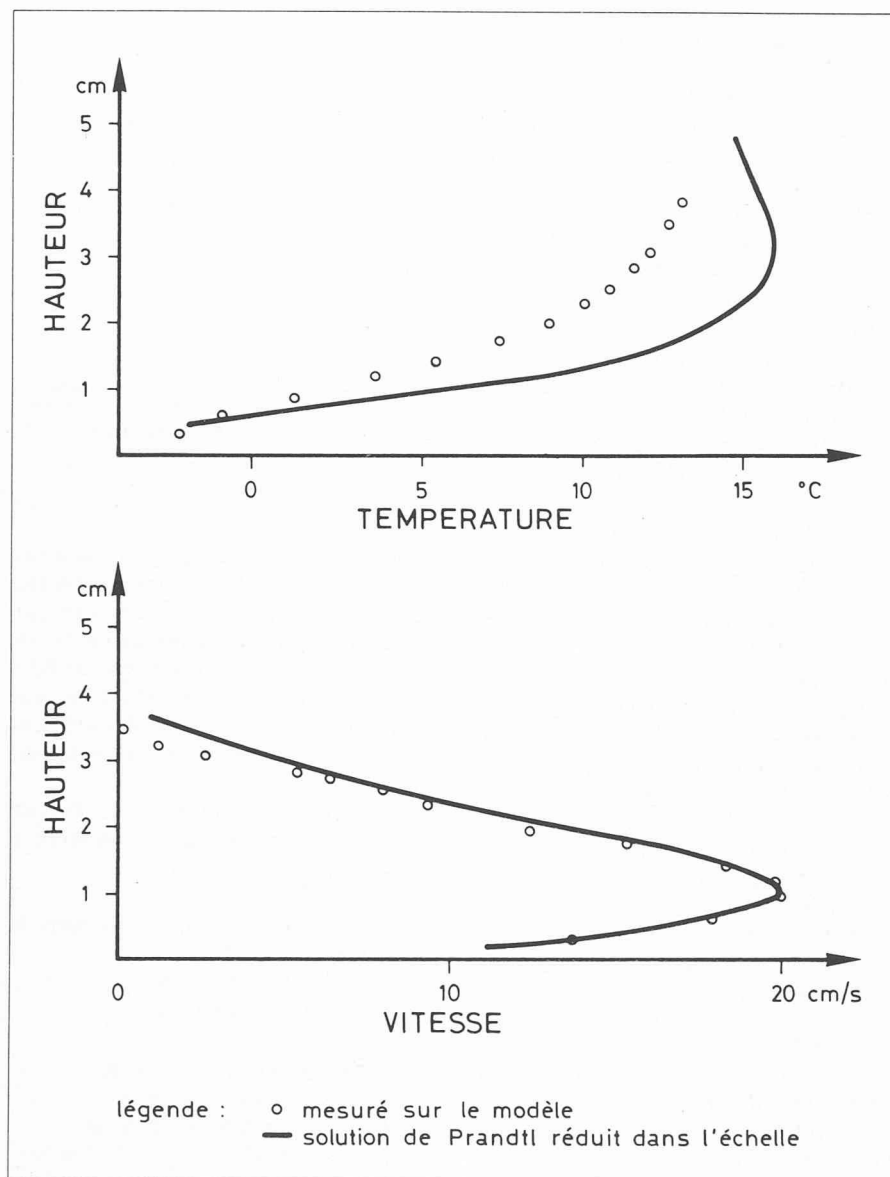 cm
5
4
3
2
1
HAUTEUR
0 5 10 15 °C
TEMPERATURE
cm
5
4
3
2
1
HAUTEUR
0 10 20 cm/s
VITESSE
légende : o mesuré sur le modèle
solution de Prandtl réduit dans l'échelle